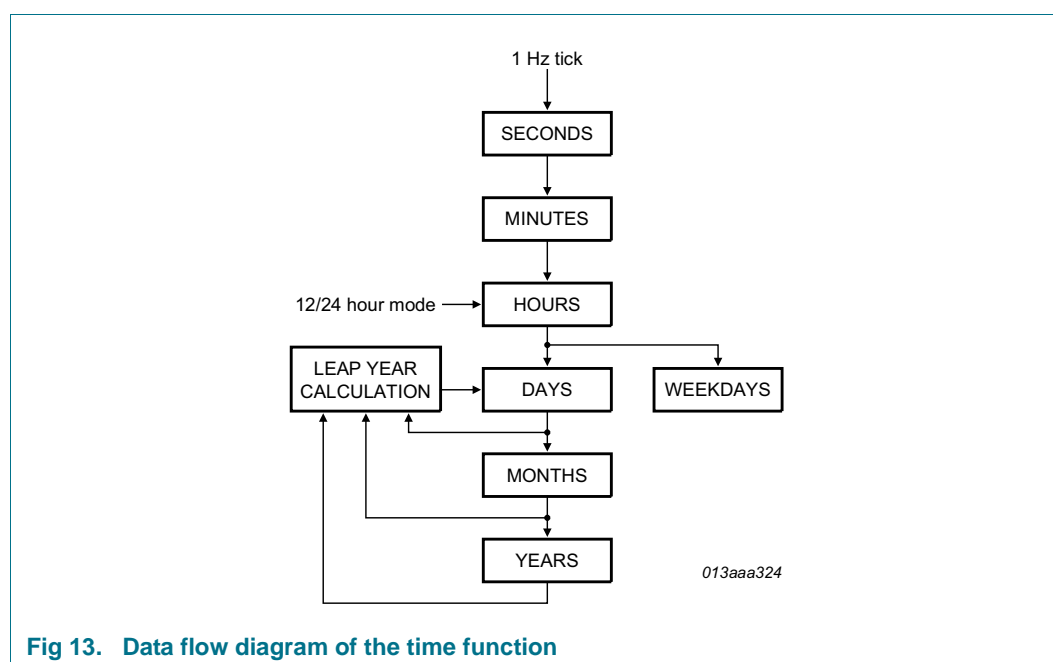 1 Hz tick
SECONDS
MINUTES
12/24 hour mode
HOURS
LEAP YEAR
CALCULATION
DAYS
WEEKDAYS
MONTHS
YEARS
013aaa324
Fig 13. Data flow diagram of the time function